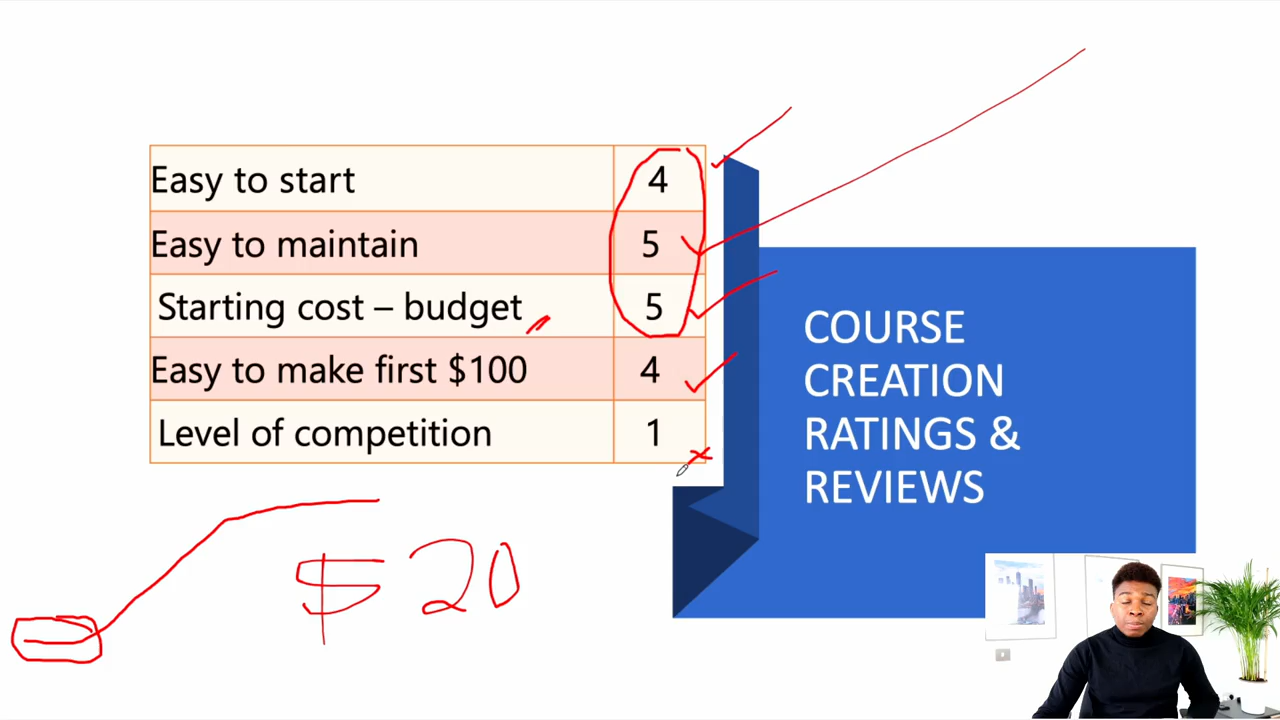 Easy to start 4
Easy to maintain 5
Starting cost – budget 5
Easy to make first $100 4
Level of competition 1
COURSE
CREATION
RATINGS &
REVIEWS
$20